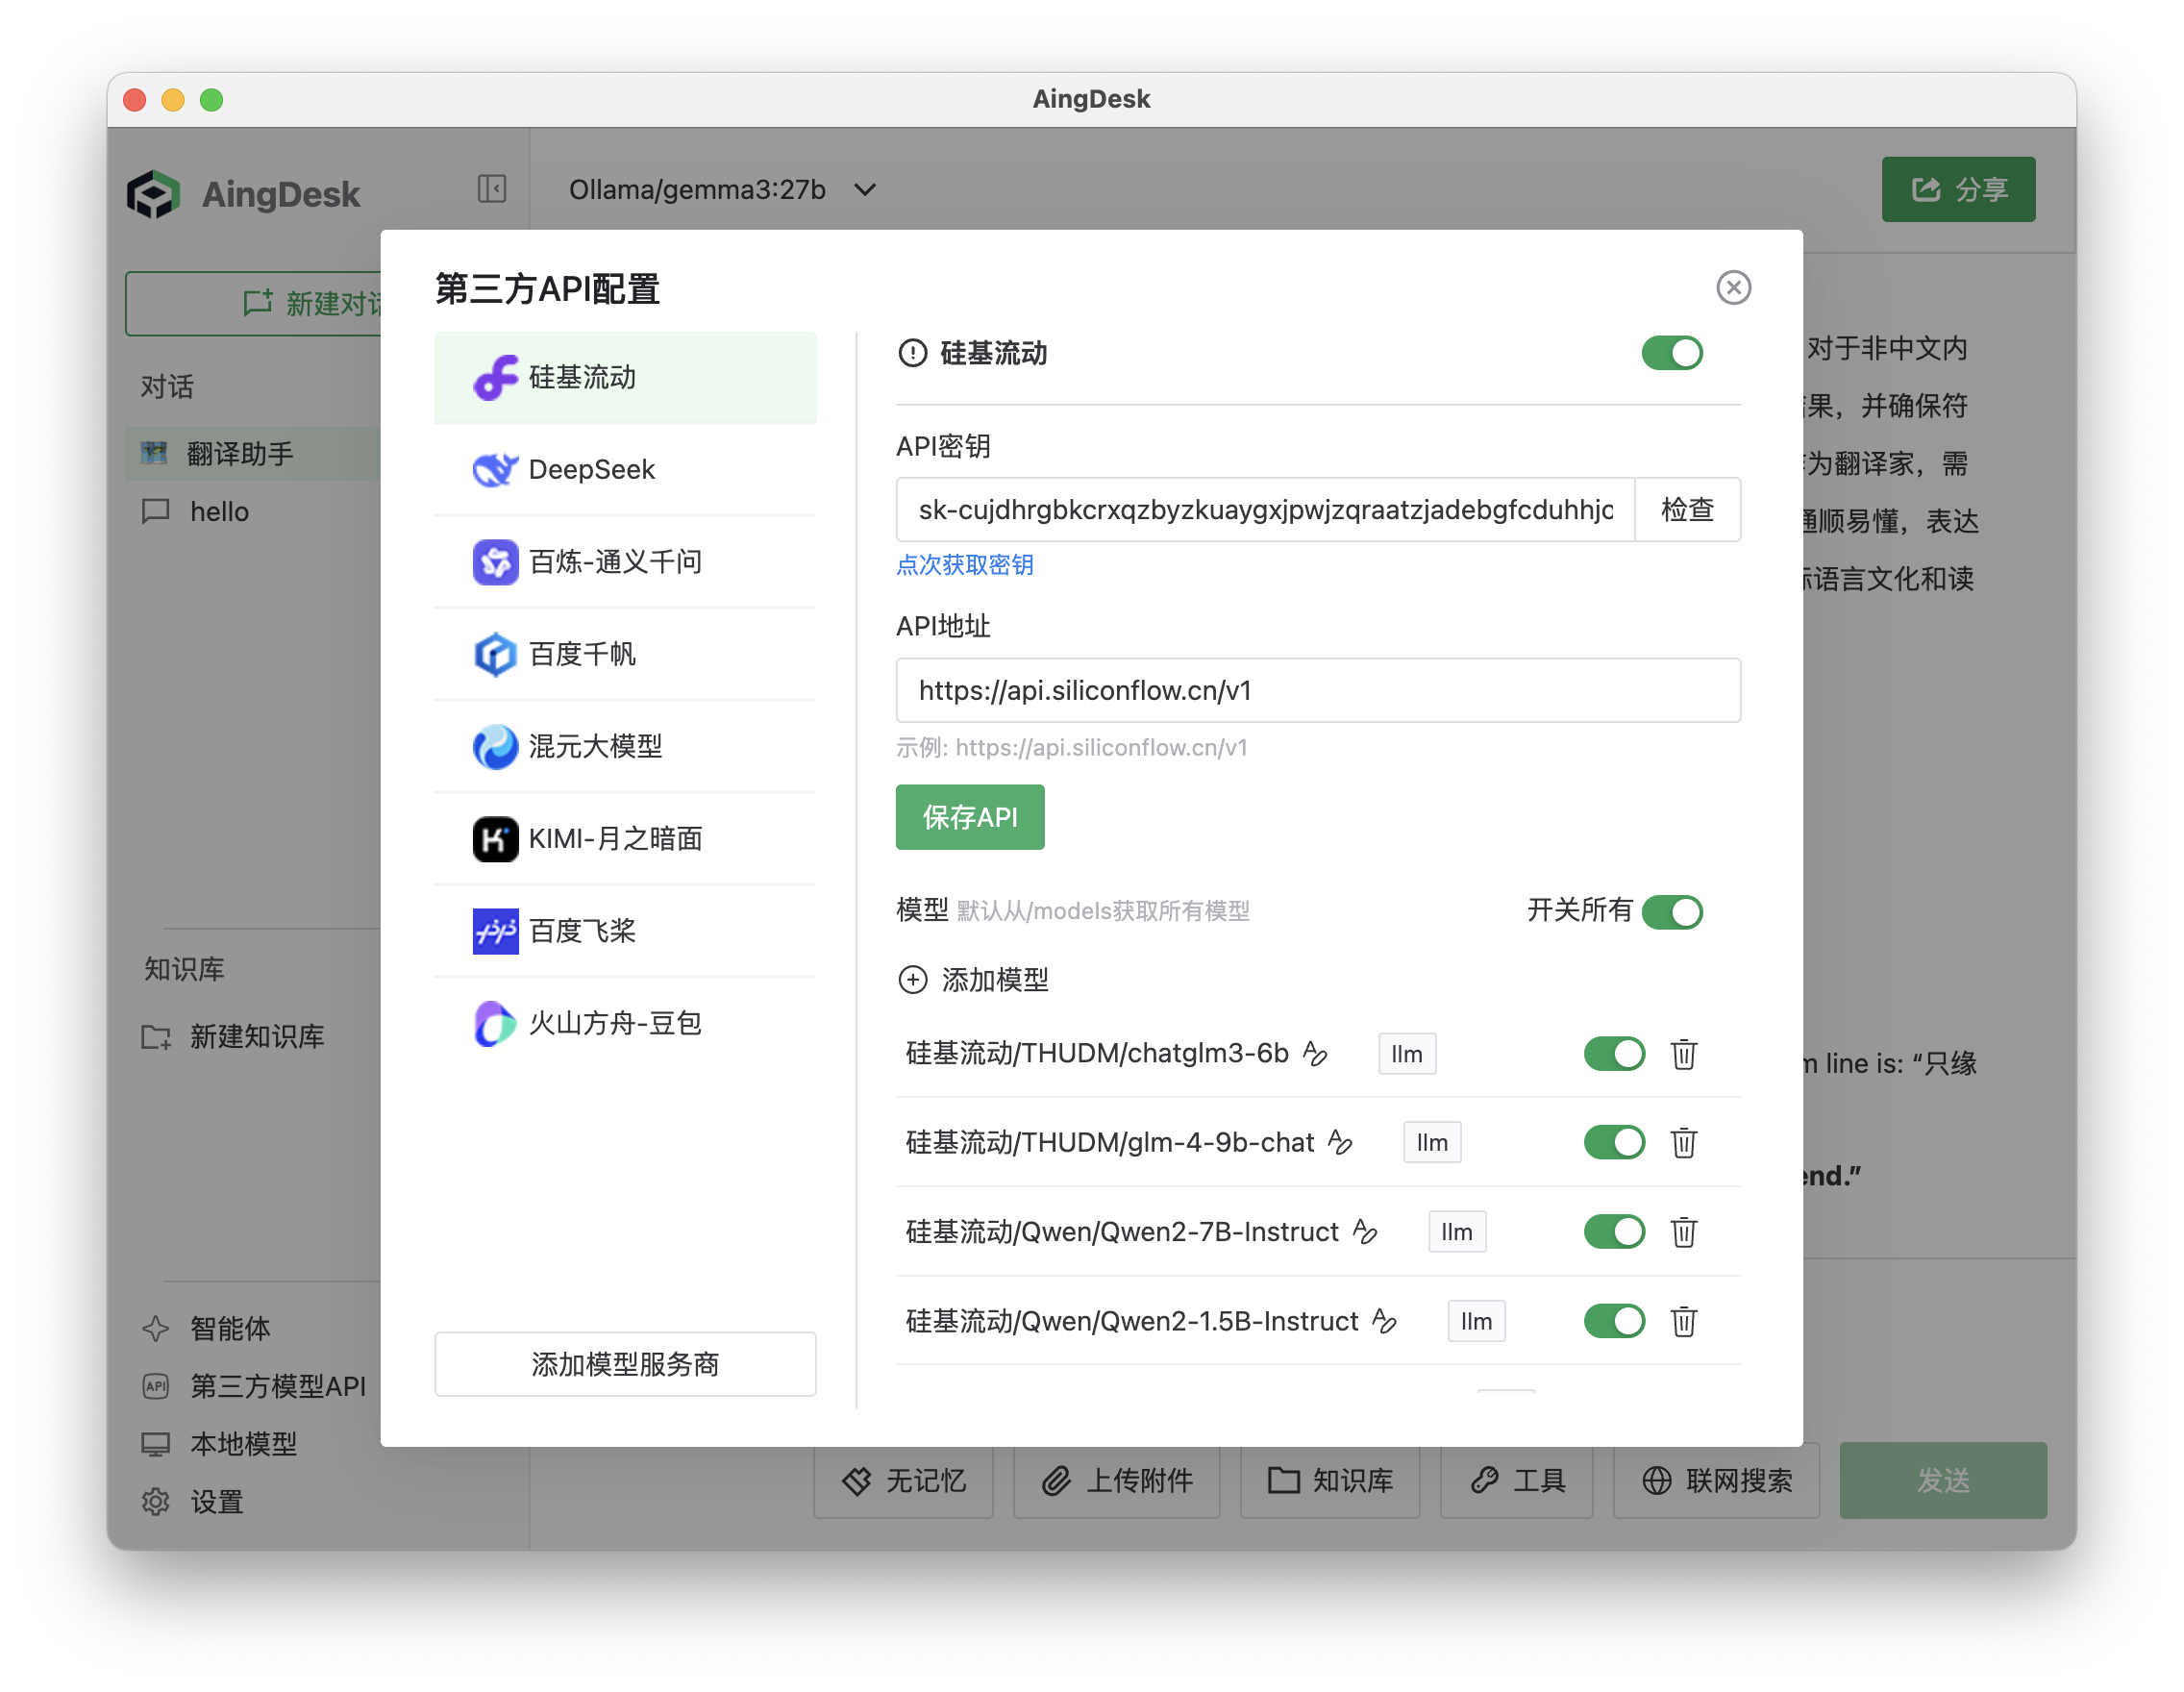 AingDesk
AingDesk
Ollama/gemma3:27b
分享
新建对话
对话
翻译助手
hello
知识库
新建知识库
智能体
API 第三方模型API
本地模型
设置
第三方API配置
硅基流动
DeepSeek
百炼-通义千问
百度千帆
混元大模型
KIMI-月之暗面
百度飞桨
火山方舟-豆包
添加模型服务商
硅基流动
API密钥
sk-cujdhrgbkcrxqzbyzkuaygxjpwjzqraatzjadebgfcduhhjc 检查
点次获取密钥
API地址
https://api.siliconflow.cn/v1
示例: https://api.siliconflow.cn/v1
保存API
模型 默认从/models获取所有模型 开关所有
添加模型
硅基流动/THUDM/chatglm3-6b llm
硅基流动/THUDM/glm-4-9b-chat llm
硅基流动/Qwen/Qwen2-7B-Instruct llm
硅基流动/Qwen/Qwen2-1.5B-Instruct llm
对于非中文内
果，并确保符
为翻译家，需
通顺易懂，表达
语言文化和读
line is: “只缘
end.”
无记忆 上传附件 知识库 工具 联网搜索 发送